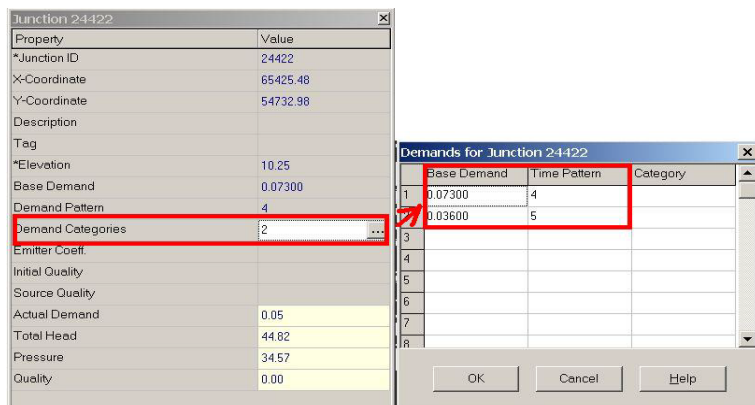 Junction 24422
Property Value
*Junction ID 24422
X-Coordinate 65425.48
Y-Coordinate 54732.98
Description
Tag
*Elevation 10.25
Base Demand 0.07300
Demand Pattern 4
Demand Categories 2 ...
Emitter Coeff.
Initial Quality
Source Quality
Actual Demand 0.05
Total Head 44.82
Pressure 34.57
Quality 0.00
Demands for Junction 24422
Base Demand Time Pattern Category
1 0.07300 4
0.03600 5
3
4
5
6
7
8
OK Cancel Help